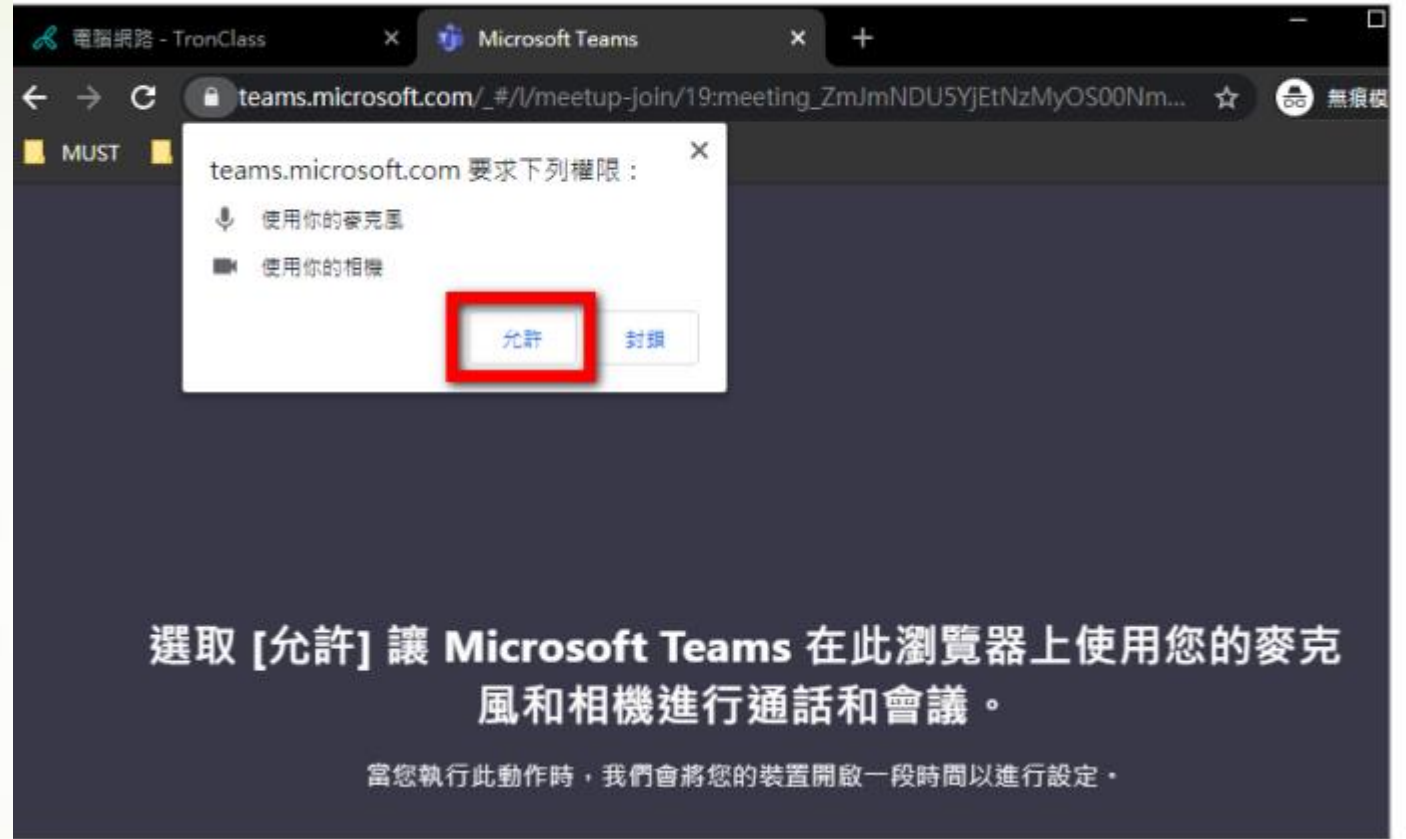 電腦網路 - TronClass
Microsoft Teams
teams.microsoft.com/_#/l/meetup-join/19:meeting_ZmJmNDU5YjEtNzMyOS00Nm...
無痕模
MUST
teams.microsoft.com 要求下列權限：
使用你的麥克風
使用你的相機
允許
封鎖
選取 [允許] 讓 Microsoft Teams 在此瀏覽器上使用您的麥克
風和相機進行通話和會議。
當您執行此動作時，我們會將您的裝置開啟一段時間以進行設定。